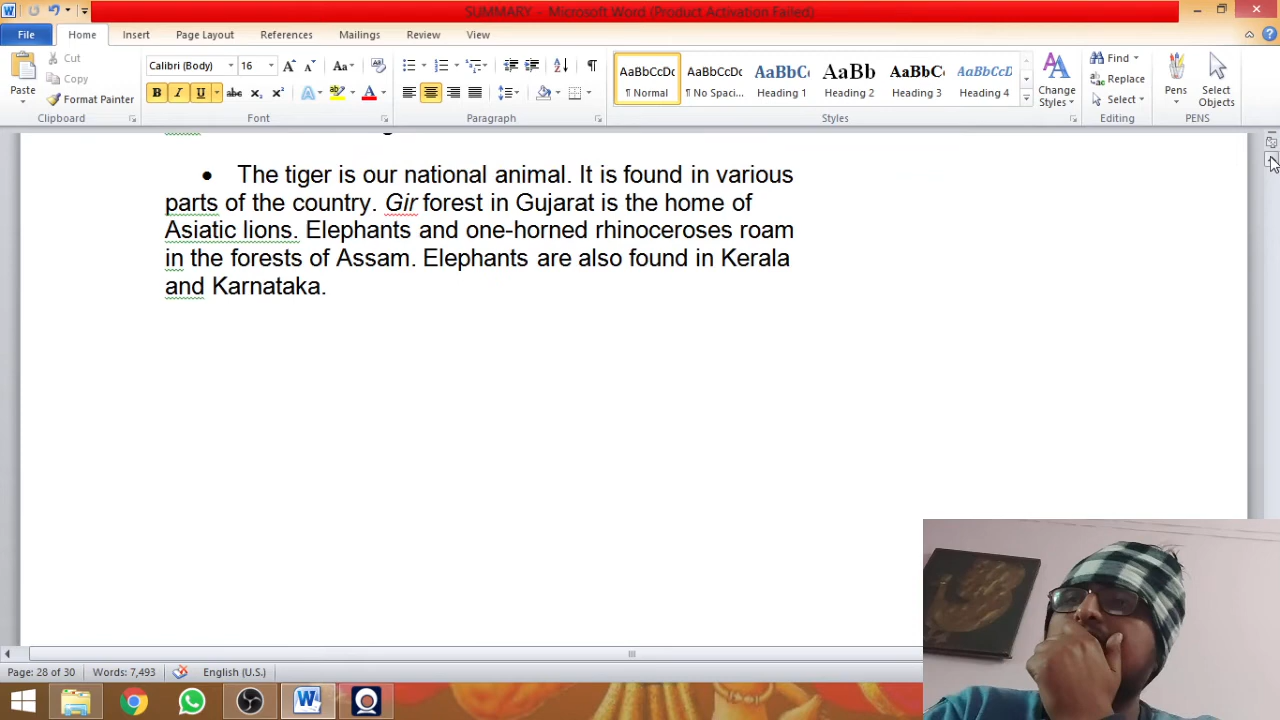 SUMMARY - Microsoft Word (Product Activation Failed)
File Home Insert Page Layout References Mailings Review View
Paste
Cut
Copy
Format Painter
Clipboard
Calibri (Body) 16
Font
Paragraph
AaBbCcDc AaBbCcDc AaBbC AaBb AaBbC AaBbCcD
¶ Normal ¶ No Spaci... Heading 1 Heading 2 Heading 3 Heading 4
Change Styles
Styles
Find
Replace
Select
Editing
Pens Select Objects
PENS
• The tiger is our national animal. It is found in various
parts of the country. Gir forest in Gujarat is the home of
Asiatic lions. Elephants and one-horned rhinoceroses roam
in the forests of Assam. Elephants are also found in Kerala
and Karnataka.
Page: 28 of 30 Words: 7,493 English (U.S.)